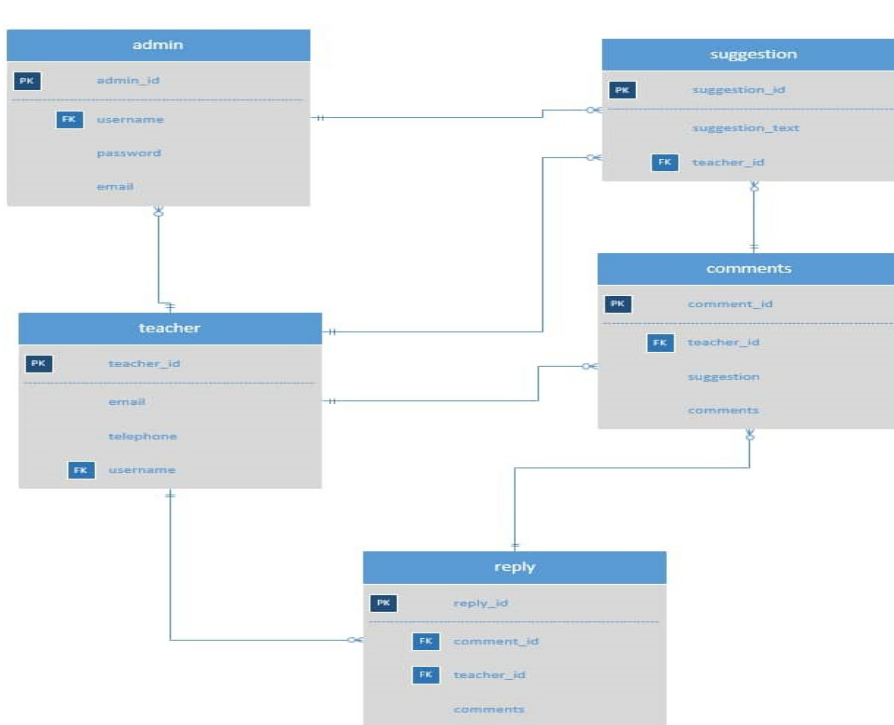 admin
PK admin_id
FK username
password
email
suggestion
PK suggestion_id
suggestion_text
FK teacher_id
teacher
PK teacher_id
email
telephone
FK username
comments
PK comment_id
FK teacher_id
suggestion
comments
reply
PK reply_id
FK comment_id
FK teacher_id
comments